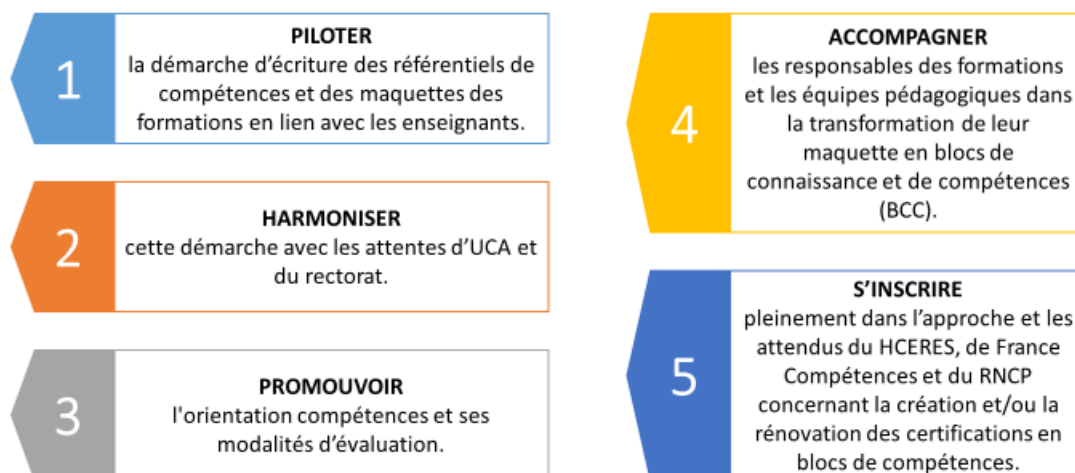 1
PILOTER
la démarche d’écriture des référentiels de
compétences et des maquettes des
formations en lien avec les enseignants.
2
HARMONISER
cette démarche avec les attentes d’UCA et
du rectorat.
3
PROMOUVOIR
l'orientation compétences et ses
modalités d’évaluation.
4
ACCOMPAGNER
les responsables des formations
et les équipes pédagogiques dans
la transformation de leur
maquette en blocs de
connaissance et de compétences
(BCC).
5
S’INSCRIRE
pleinement dans l’approche et les
attendus du HCERES, de France
Compétences et du RNCP
concernant la création et/ou la
rénovation des certifications en
blocs de compétences.